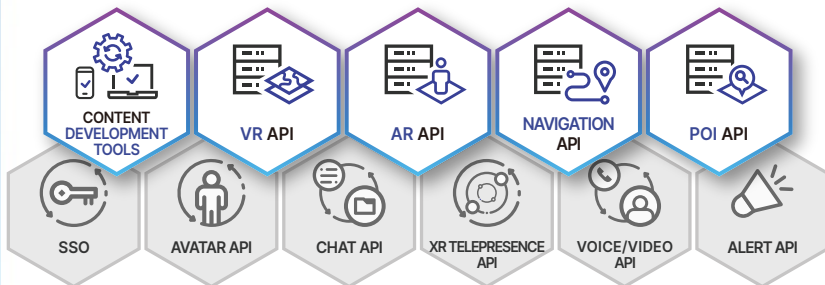 CONTENT
DEVELOPMENT
TOOLS
VR API
AR API
NAVIGATION
API
POI API
SSO
AVATAR API
CHAT API
XR TELEPRESENCE
API
VOICE/VIDEO
API
ALERT API